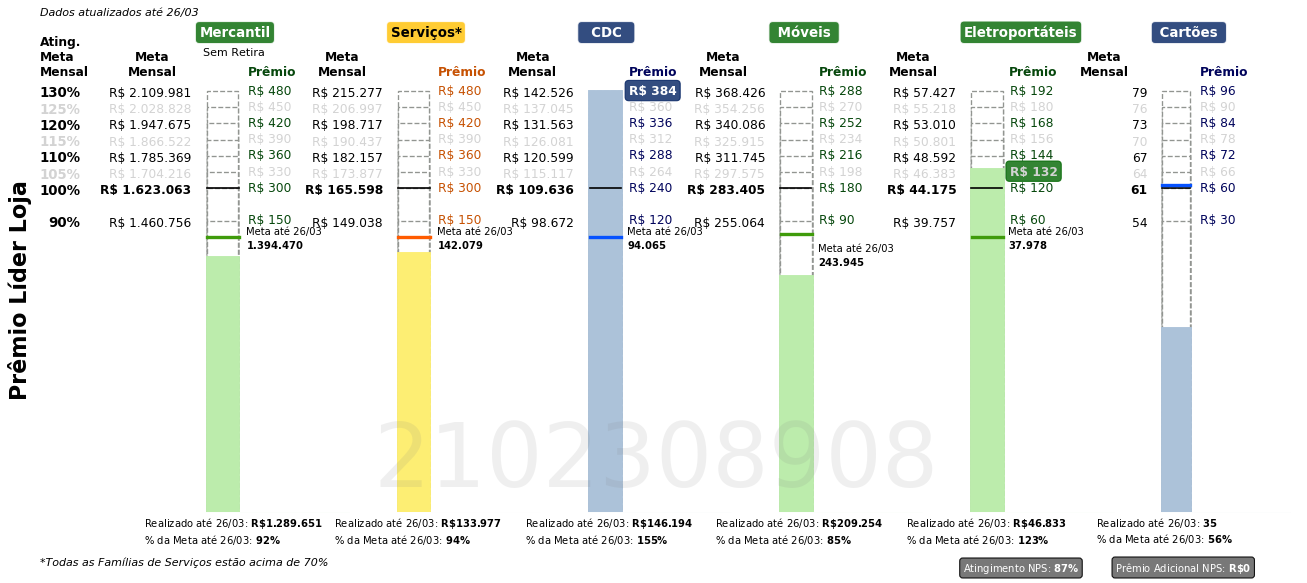 Dados atualizados até 26/03
Mercantil Serviços* CDC Móveis Eletroportáteis Cartões
Sem Retira
Ating. Meta Mensal
Meta Mensal Prêmio Meta Mensal Prêmio Meta Mensal Prêmio Meta Mensal Prêmio Meta Mensal Prêmio Meta Mensal Prêmio
130% R$ 2.109.981 R$ 480 R$ 215.277 R$ 480 R$ 142.526 R$ 384 R$ 368.426 R$ 288 R$ 57.427 R$ 192 79 R$ 96
125% R$ 2.028.828 R$ 450 R$ 206.997 R$ 450 R$ 137.045 R$ 360 R$ 354.256 R$ 270 R$ 55.218 R$ 180 76 R$ 90
120% R$ 1.947.675 R$ 420 R$ 198.717 R$ 420 R$ 131.563 R$ 336 R$ 340.086 R$ 252 R$ 53.010 R$ 168 73 R$ 84
115% R$ 1.866.522 R$ 390 R$ 190.437 R$ 390 R$ 126.081 R$ 312 R$ 325.915 R$ 234 R$ 50.801 R$ 156 70 R$ 78
110% R$ 1.785.369 R$ 360 R$ 182.157 R$ 360 R$ 120.599 R$ 288 R$ 311.745 R$ 216 R$ 48.592 R$ 144 67 R$ 72
105% R$ 1.704.216 R$ 330 R$ 173.877 R$ 330 R$ 115.117 R$ 264 R$ 297.575 R$ 198 R$ 46.383 R$ 132 64 R$ 66
100% R$ 1.623.063 R$ 300 R$ 165.598 R$ 300 R$ 109.636 R$ 240 R$ 283.405 R$ 180 R$ 44.175 R$ 120 61 R$ 60
90% R$ 1.460.756 R$ 150 R$ 149.038 R$ 150 R$ 98.672 R$ 120 R$ 255.064 R$ 90 R$ 39.757 R$ 60 54 R$ 30
Meta até 26/03 Meta até 26/03 Meta até 26/03 Meta até 26/03
1.394.470 142.079 94.065 37.978
Meta até 26/03
243.945
Prêmio Líder Loja
2102308908
Realizado até 26/03: R$1.289.651 Realizado até 26/03: R$133.977 Realizado até 26/03: R$146.194 Realizado até 26/03: R$209.254 Realizado até 26/03: R$46.833 Realizado até 26/03: 35
% da Meta até 26/03: 92% % da Meta até 26/03: 94% % da Meta até 26/03: 155% % da Meta até 26/03: 85% % da Meta até 26/03: 123% % da Meta até 26/03: 56%
*Todas as Famílias de Serviços estão acima de 70%
Atingimento NPS: 87% Prêmio Adicional NPS: R$0